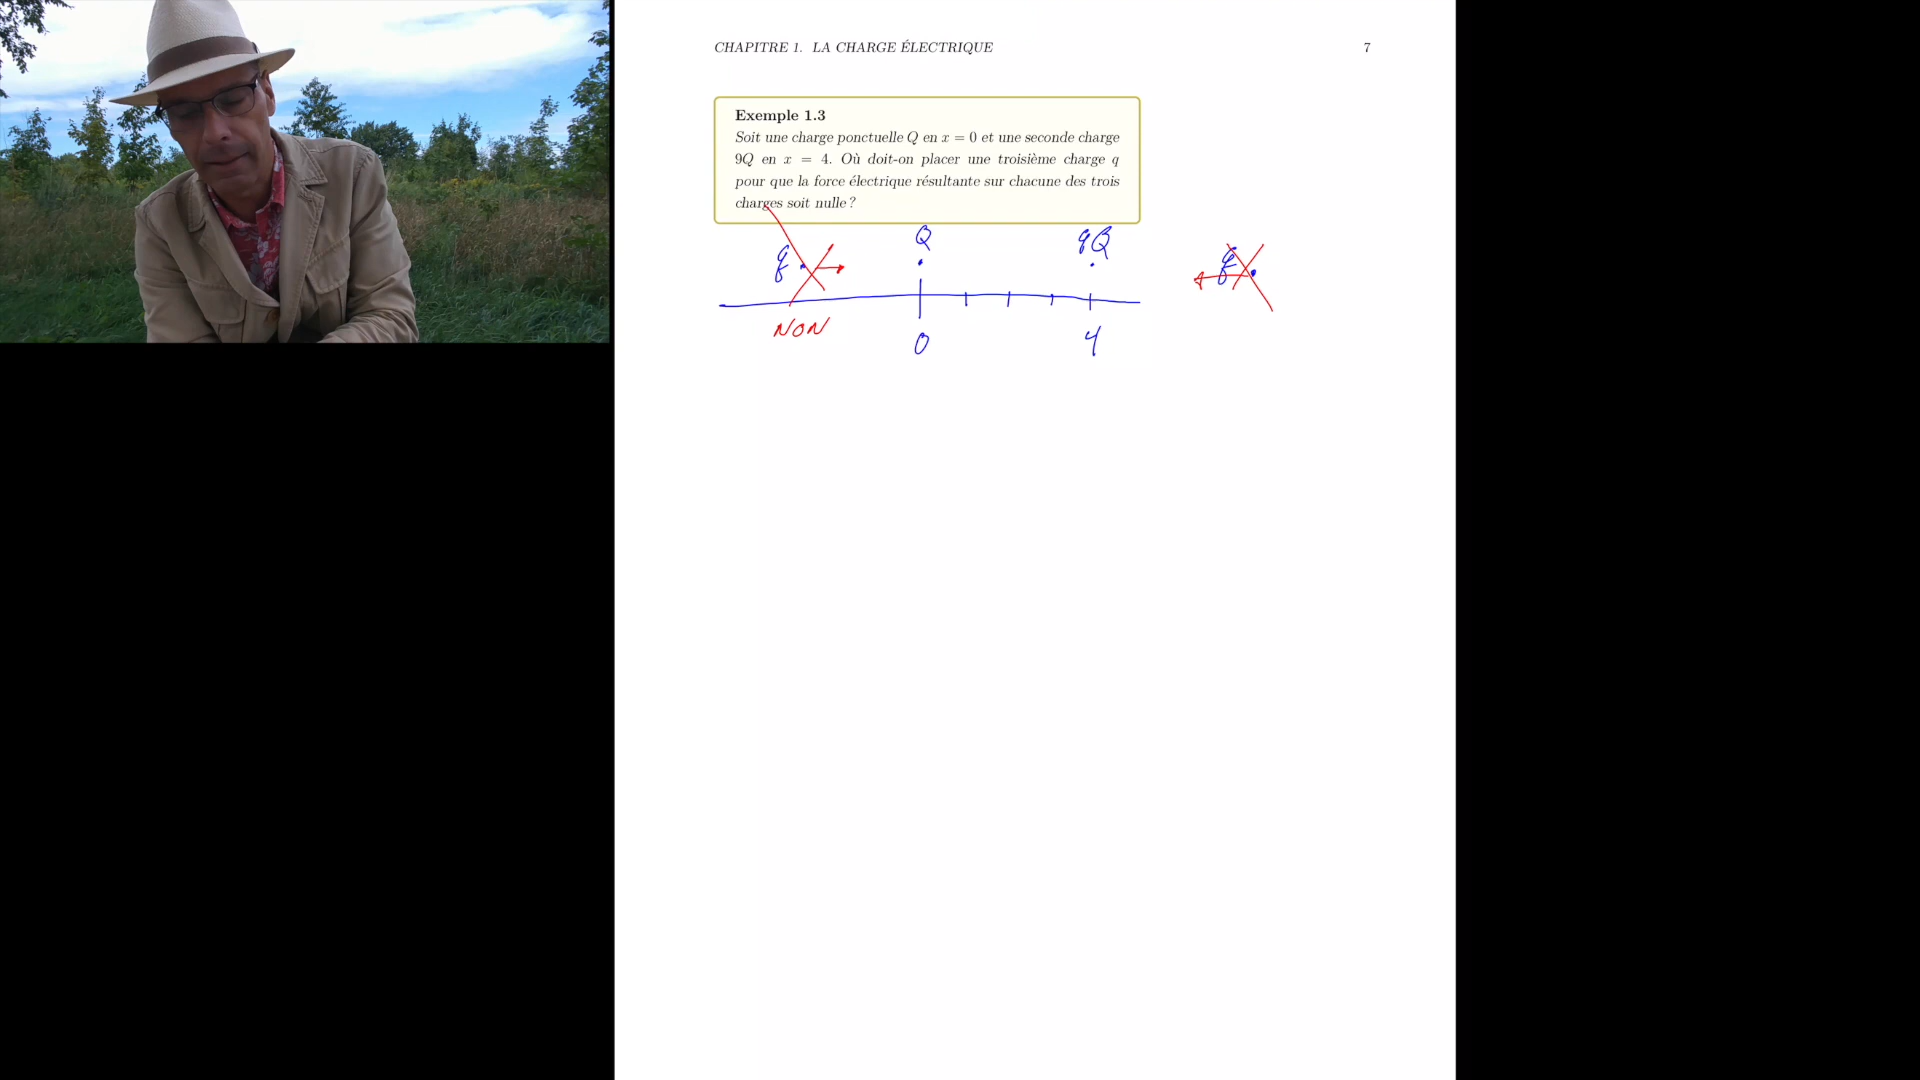 CHAPITRE 1. LA CHARGE ÉLECTRIQUE 7
Exemple 1.3
Soit une charge ponctuelle Q en x = 0 et une seconde charge
9Q en x = 4. Où doit-on placer une troisième charge q
pour que la force électrique résultante sur chacune des trois
charges soit nulle ?
q Q 9Q q
NON
0 4